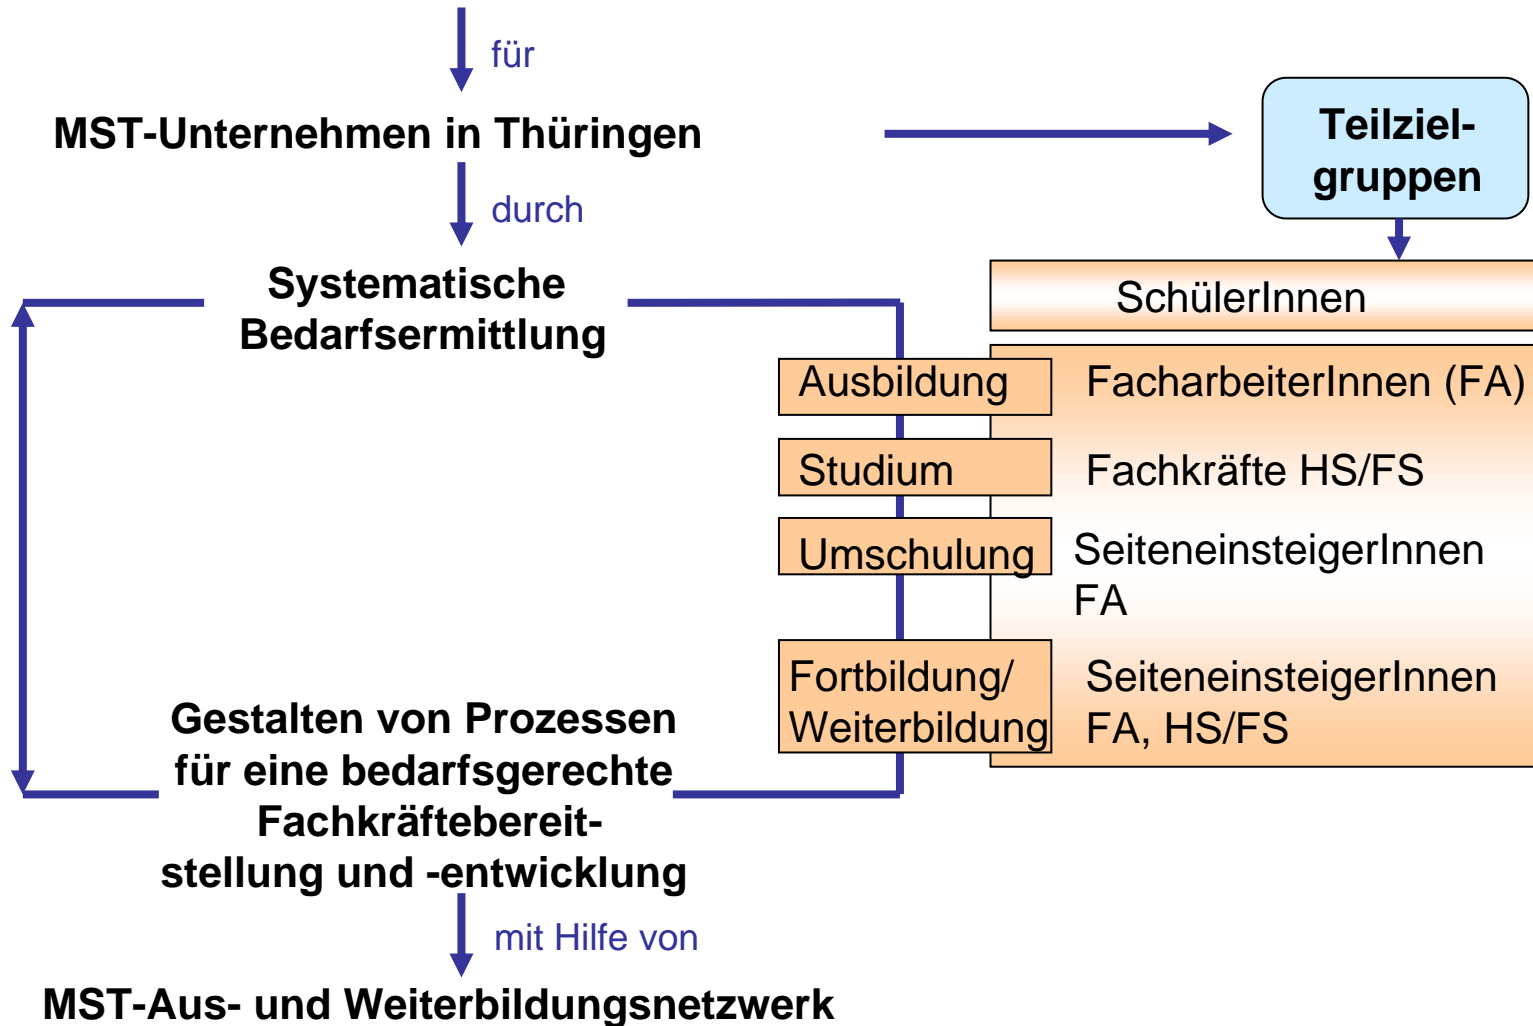 für
MST-Unternehmen in Thüringen
Teilziel-
gruppen
durch
Systematische
Bedarfsermittlung
SchülerInnen
Ausbildung
FacharbeiterInnen (FA)
Studium
Fachkräfte HS/FS
Umschulung
SeiteneinsteigerInnen
FA
Fortbildung/
Weiterbildung
SeiteneinsteigerInnen
FA, HS/FS
Gestalten von Prozessen
für eine bedarfsgerechte
Fachkräftebereit-
stellung und -entwicklung
mit Hilfe von
MST-Aus- und Weiterbildungsnetzwerk